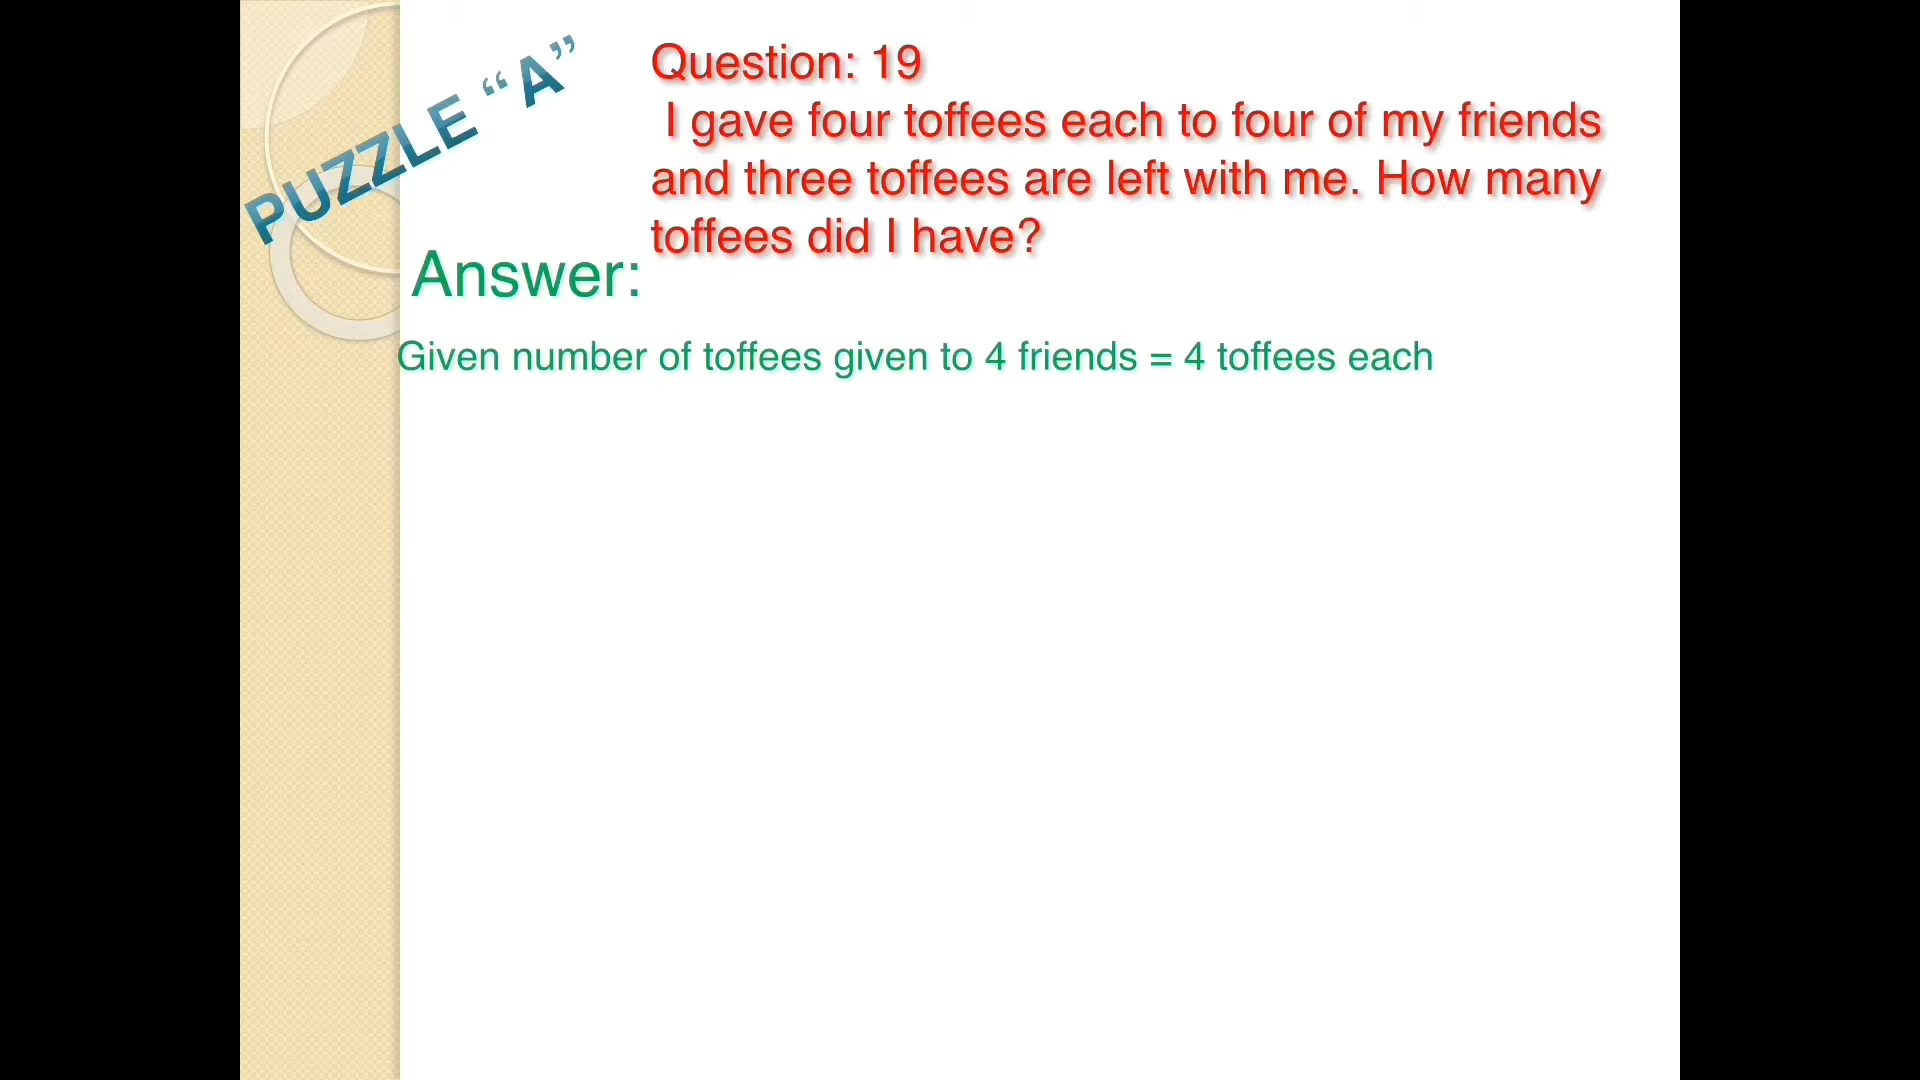 PUZZLE “A”
Question: 19
I gave four toffees each to four of my friends
and three toffees are left with me. How many
toffees did I have?
Answer:
Given number of toffees given to 4 friends = 4 toffees each